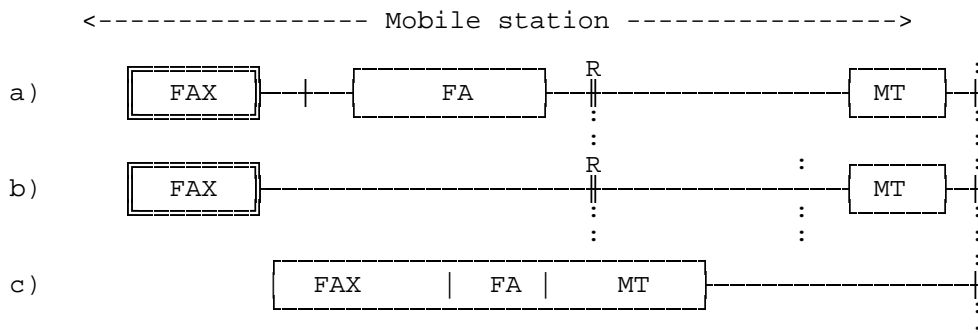 <----------------- Mobile station ----------------->
R
a) FAX FA MT
R
b) FAX MT
c) FAX | FA | MT